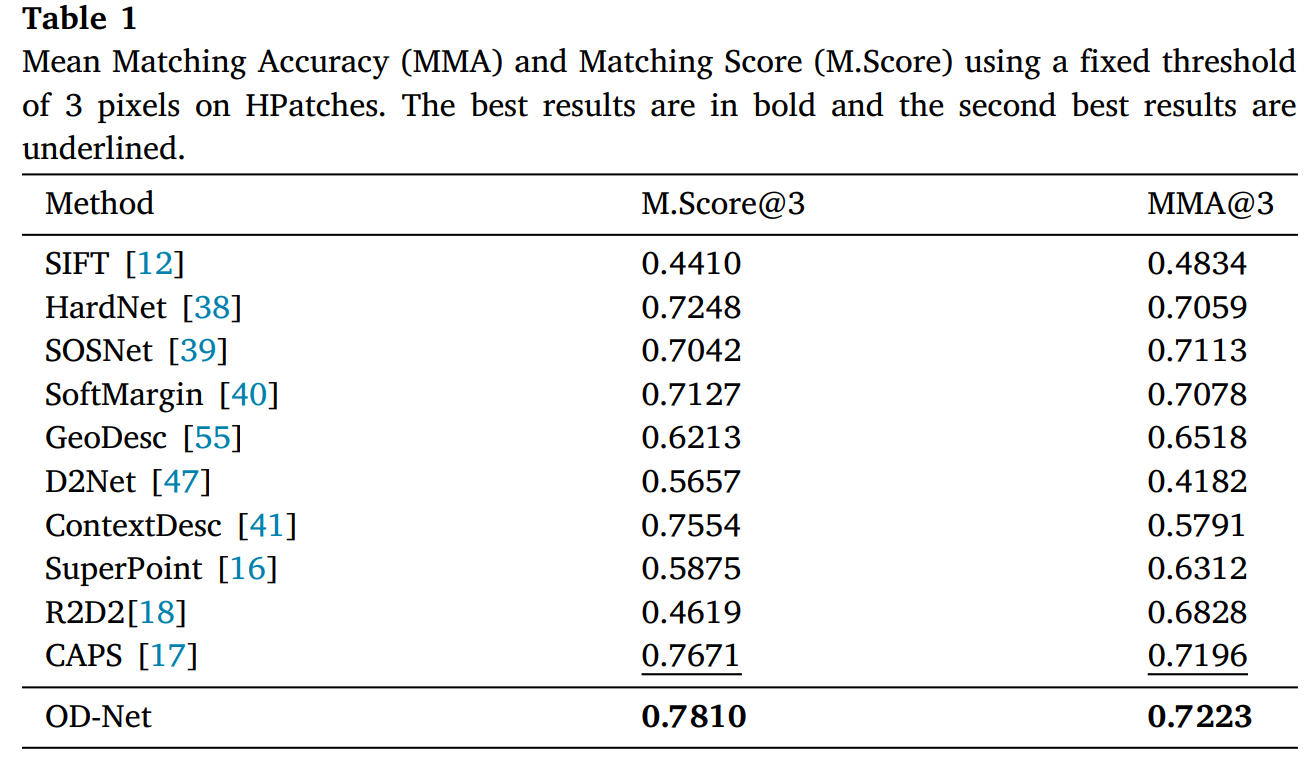 Table 1
Mean Matching Accuracy (MMA) and Matching Score (M.Score) using a fixed threshold
of 3 pixels on HPatches. The best results are in bold and the second best results are
underlined.
Method M.Score@3 MMA@3
SIFT [12] 0.4410 0.4834
HardNet [38] 0.7248 0.7059
SOSNet [39] 0.7042 0.7113
SoftMargin [40] 0.7127 0.7078
GeoDesc [55] 0.6213 0.6518
D2Net [47] 0.5657 0.4182
ContextDesc [41] 0.7554 0.5791
SuperPoint [16] 0.5875 0.6312
R2D2[18] 0.4619 0.6828
CAPS [17] 0.7671 0.7196
OD-Net 0.7810 0.7223